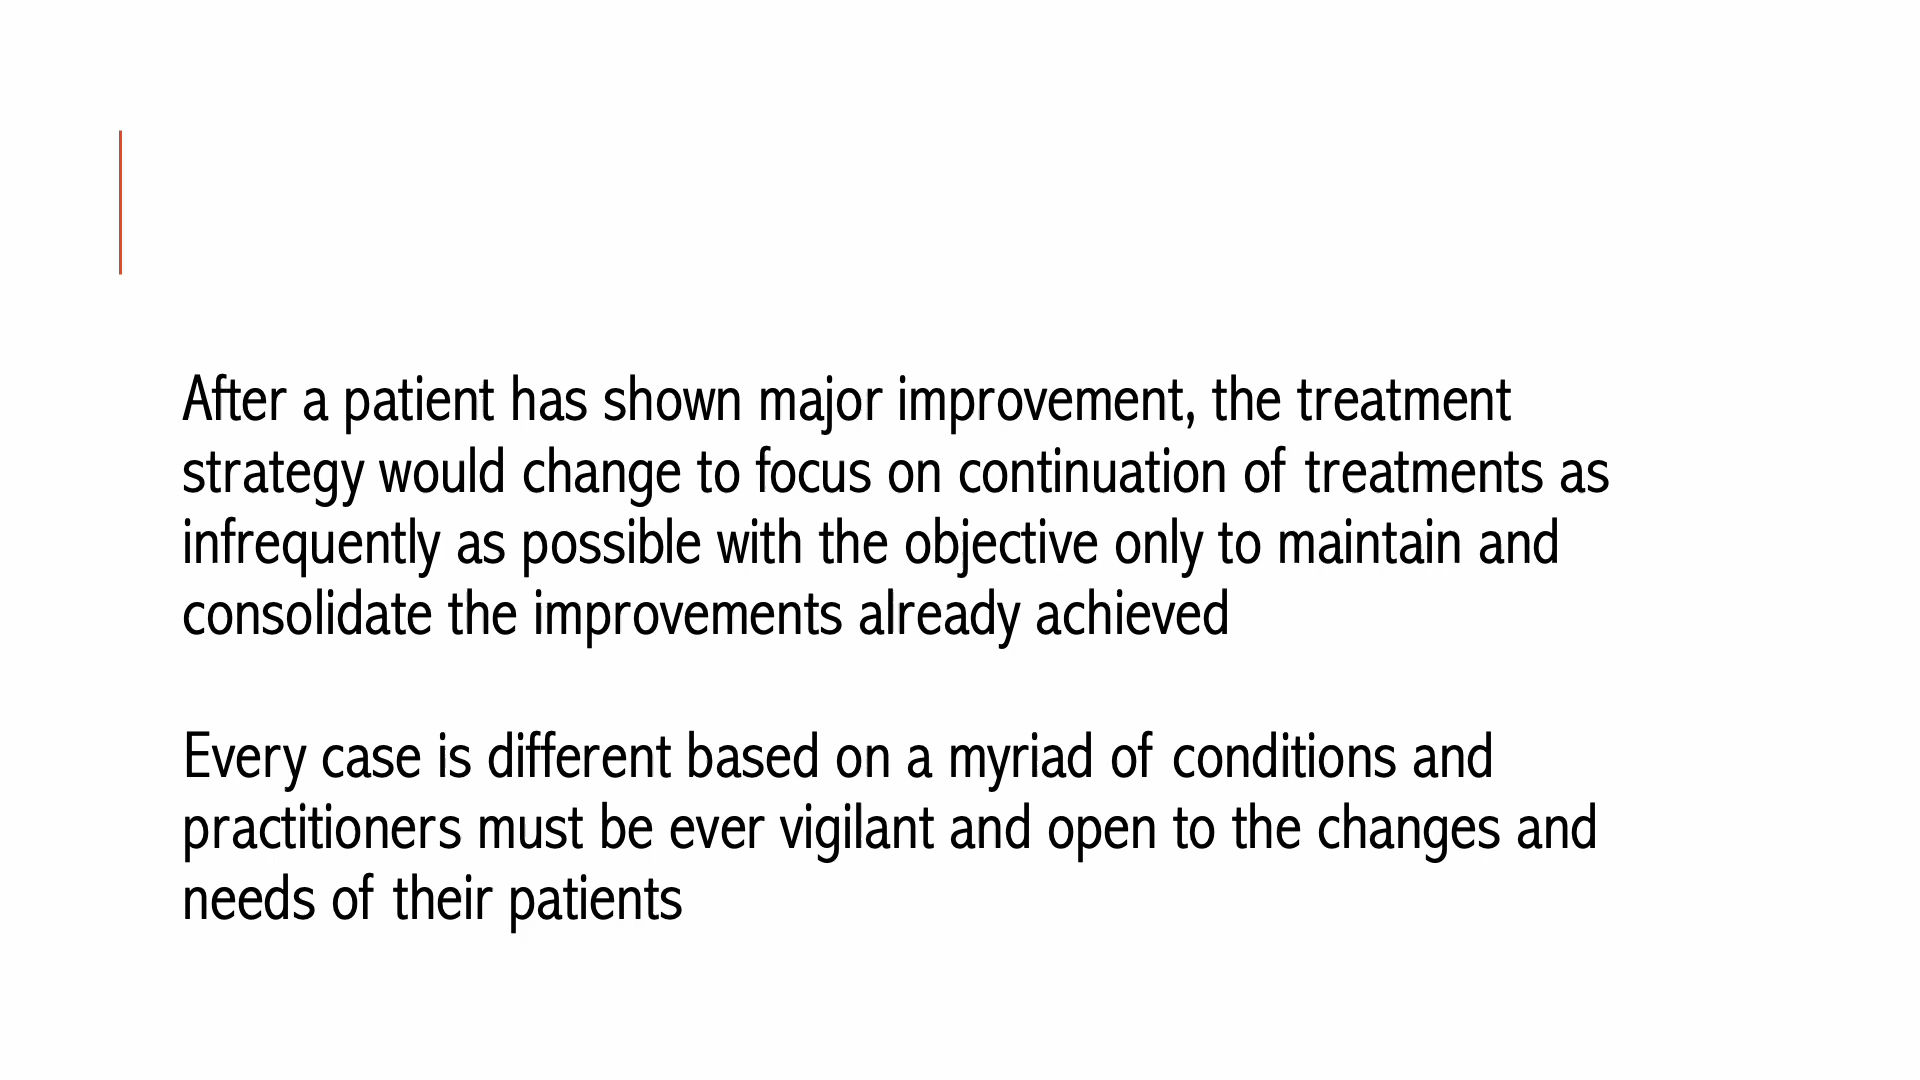 After a patient has shown major improvement, the treatment
strategy would change to focus on continuation of treatments as
infrequently as possible with the objective only to maintain and
consolidate the improvements already achieved
Every case is different based on a myriad of conditions and
practitioners must be ever vigilant and open to the changes and
needs of their patients